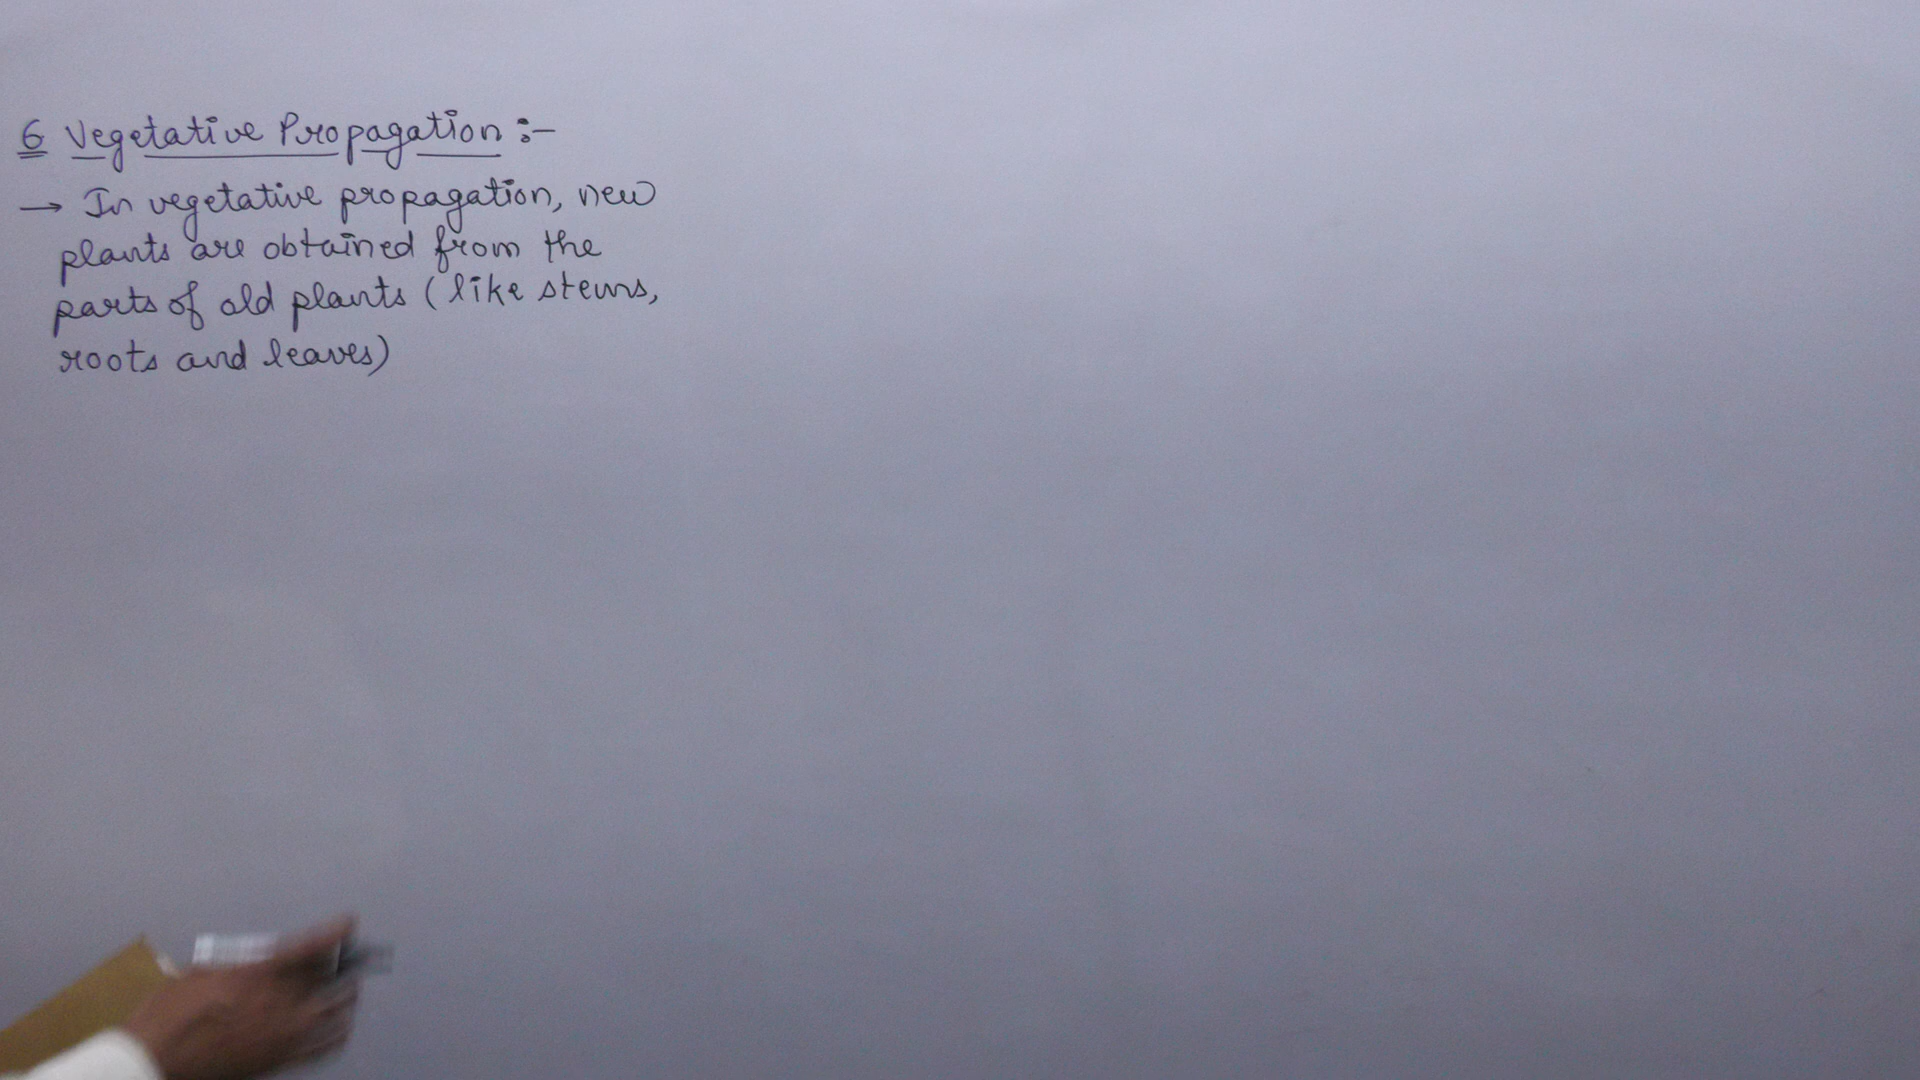 6 Vegetative Propagation :-
→ In vegetative propagation, new
plants are obtained from the
parts of old plants (like stems,
roots and leaves)